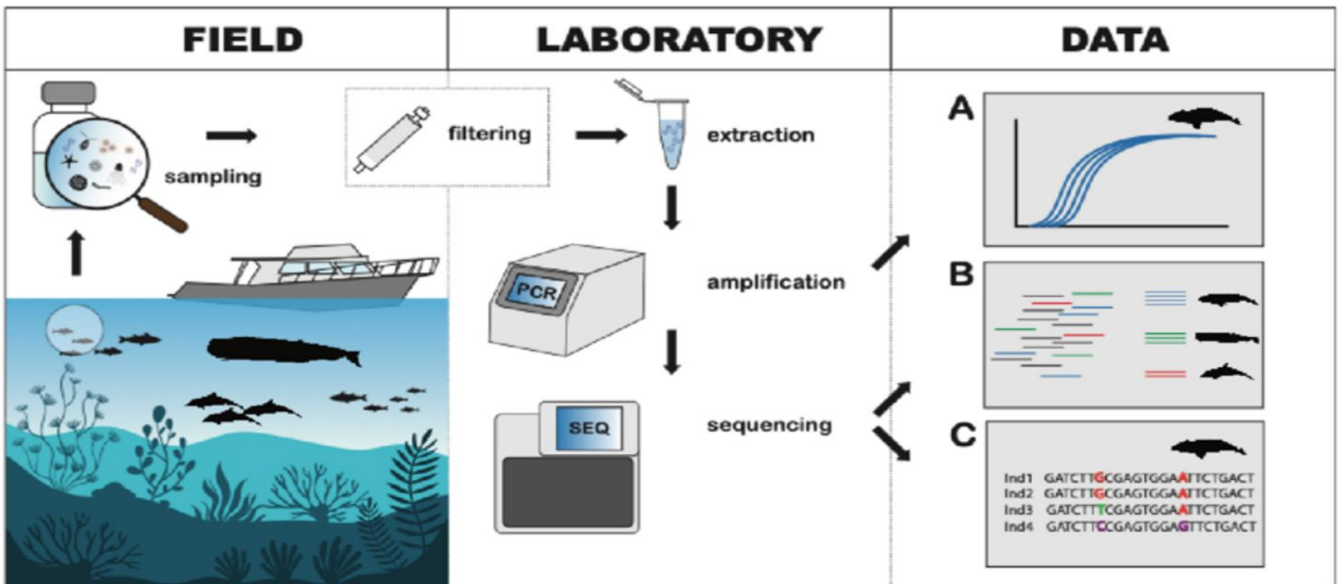 FIELD
LABORATORY
DATA
sampling
filtering
extraction
PCR
amplification
SEQ
sequencing
A
B
C
Ind1 GATCTTGCGAGTGGAATTCTGACT
Ind2 GATCTTGCGAGTGGAATTCTGACT
Ind3 GATCTTTCGAGTGGAATTCTGACT
Ind4 GATCTTCCGAGTGGAGTTCTGACT